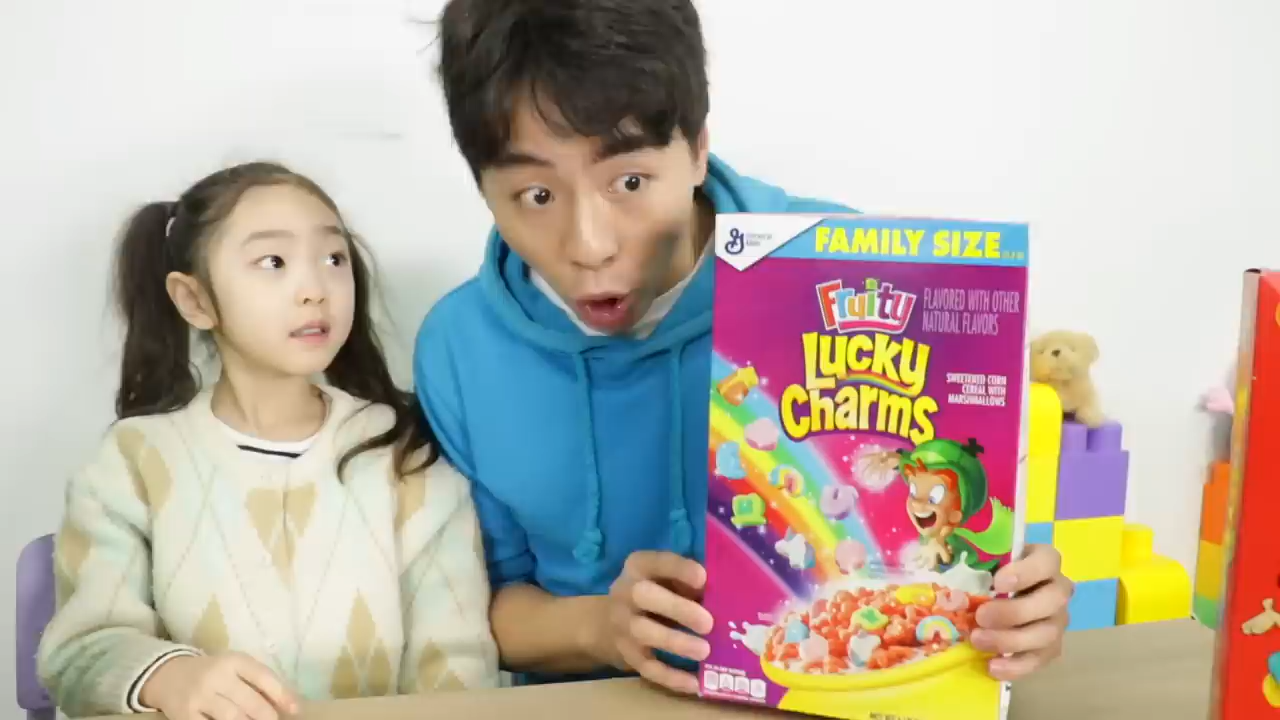 FAMILY SIZE
Fruity
FLAVORED WITH OTHER
NATURAL FLAVORS
LUCKY
CHARMS
SWEETENED CORN
CEREAL WITH
MARSHMALLOWS